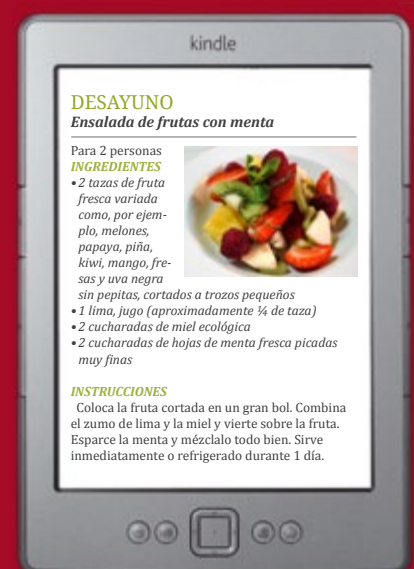 kindle
DESAYUNO
Ensalada de frutas con menta
Para 2 personas
INGREDIENTES
• 2 tazas de fruta
fresca variada
como, por ejem-
plo, melones,
papaya, piña,
kiwi, mango, fre-
sas y uva negra
sin pepitas, cortados a trozos pequeños
• 1 lima, jugo (aproximadamente ¼ de taza)
• 2 cucharadas de miel ecológica
• 2 cucharadas de hojas de menta fresca picadas
muy finas
INSTRUCCIONES
Coloca la fruta cortada en un gran bol. Combina
el zumo de lima y la miel y vierte sobre la fruta.
Esparce la menta y mézclalo todo bien. Sirve
inmediatamente o refrigerado durante 1 día.